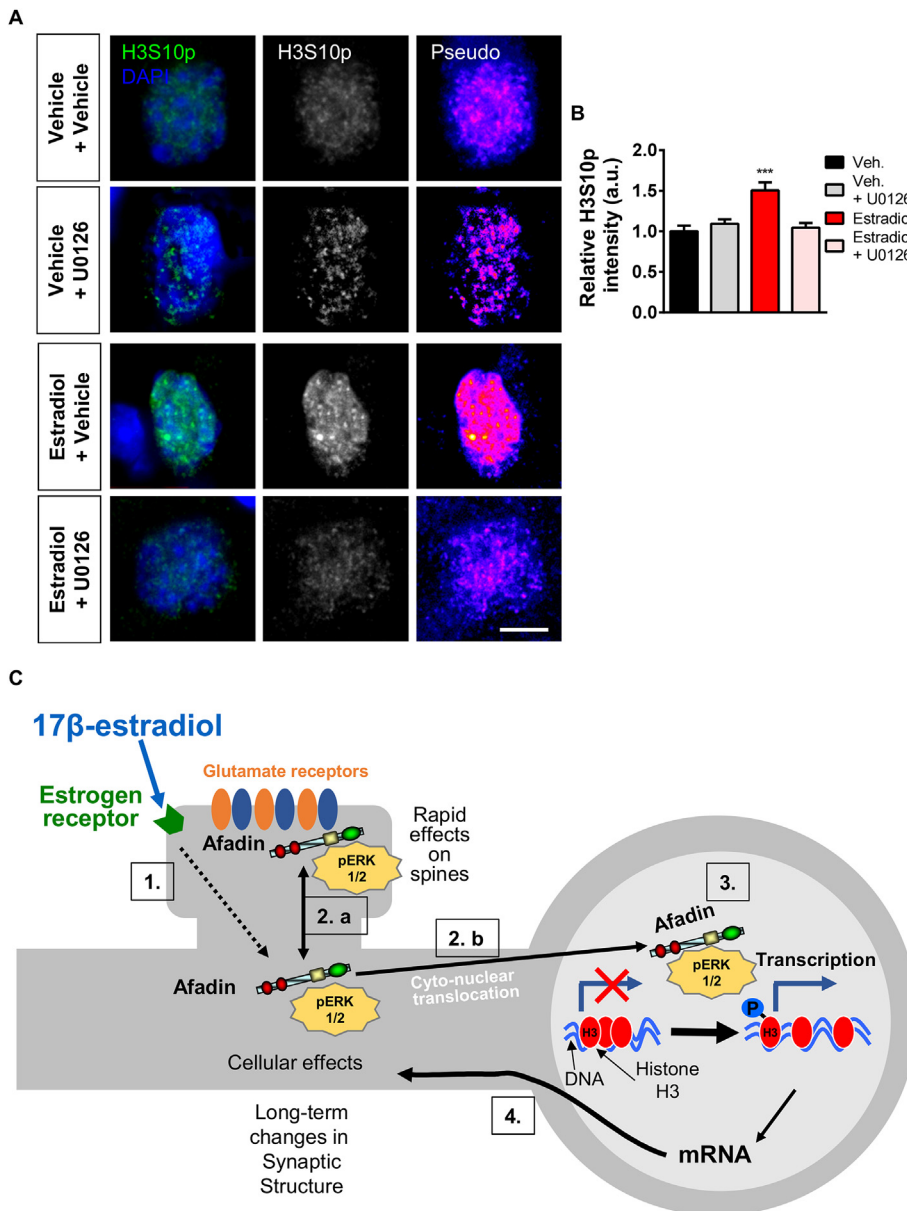 A
Vehicle
+ Vehicle
H3S10p
DAPI
H3S10p
Pseudo
Vehicle
+ U0126
Estradiol
+ Vehicle
Estradiol
+ U0126
B
Relative H3S10p
intensity (a.u.)
2.0
1.5
1.0
0.5
0.0
***
Veh.
Veh.
+ U0126
Estradio
Estradio
+ U0126
C
17β-estradiol
Estrogen
receptor
Glutamate receptors
Afadin
pERK
1/2
Rapid
effects
on
spines
1.
2. a
2. b
3.
Afadin
pERK
1/2
Cyto-nuclear
translocation
Afadin
pERK
1/2
Transcription
P
H3
H3
DNA
Histone
H3
Cellular effects
4.
Long-term
changes in
Synaptic
Structure
mRNA